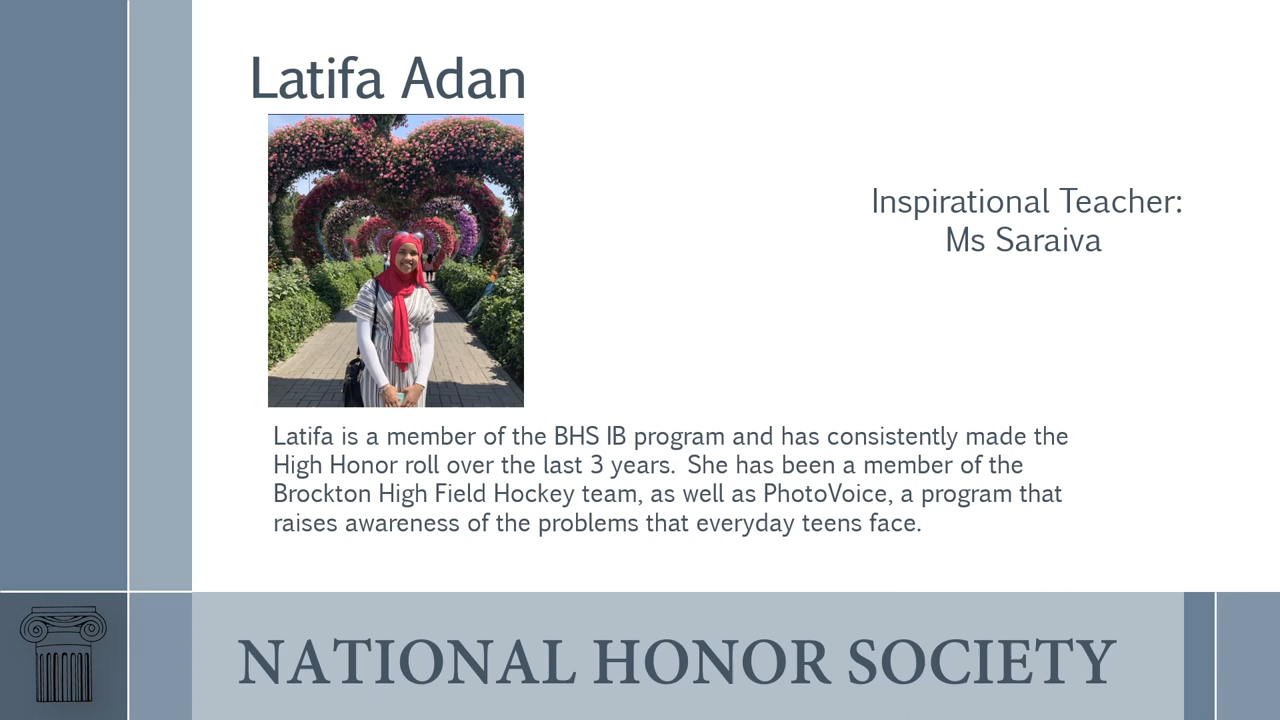 Latifa Adan
Inspirational Teacher:
Ms Saraiva
Latifa is a member of the BHS IB program and has consistently made the
High Honor roll over the last 3 years.  She has been a member of the
Brockton High Field Hockey team, as well as PhotoVoice, a program that
raises awareness of the problems that everyday teens face.
NATIONAL HONOR SOCIETY